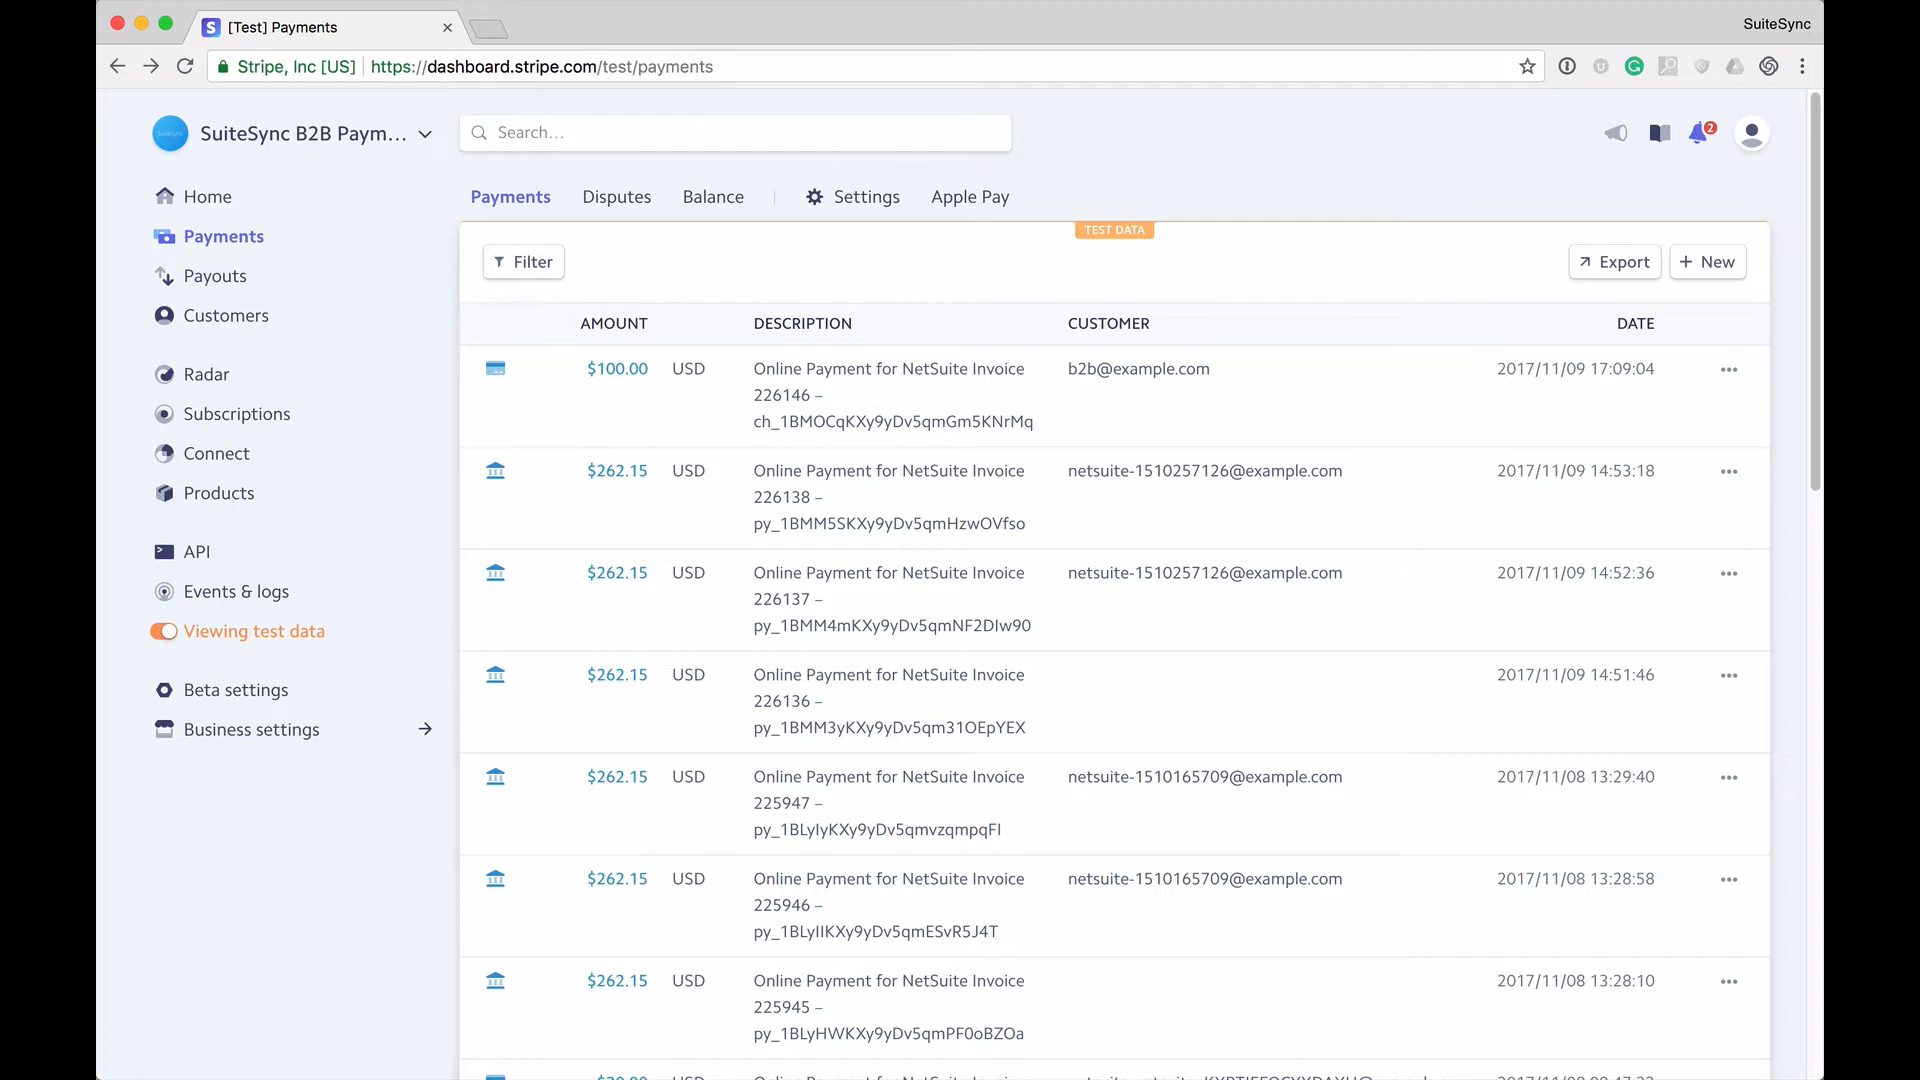 [Test] Payments
SuiteSync
Stripe, Inc [US] https://dashboard.stripe.com/test/payments
SuiteSync B2B Paym...
Search...
2
Home
Payments
Payouts
Customers
Radar
Subscriptions
Connect
Products
API
Events & logs
Viewing test data
Beta settings
Business settings
Payments Disputes Balance Settings Apple Pay
TEST DATA
Filter Export + New
AMOUNT DESCRIPTION CUSTOMER DATE
$100.00 USD Online Payment for NetSuite Invoice b2b@example.com 2017/11/09 17:09:04
226146 –
ch_1BMOCqKXy9yDv5qmGm5KNrMq
$262.15 USD Online Payment for NetSuite Invoice netsuite-1510257126@example.com 2017/11/09 14:53:18
226138 –
py_1BMM5SKXy9yDv5qmHzwOVfso
$262.15 USD Online Payment for NetSuite Invoice netsuite-1510257126@example.com 2017/11/09 14:52:36
226137 –
py_1BMM4mKXy9yDv5qmNF2DIw90
$262.15 USD Online Payment for NetSuite Invoice 2017/11/09 14:51:46
226136 –
py_1BMM3yKXy9yDv5qm31OEpYEX
$262.15 USD Online Payment for NetSuite Invoice netsuite-1510165709@example.com 2017/11/08 13:29:40
225947 –
py_1BLyIyKXy9yDv5qmvzqmpqFI
$262.15 USD Online Payment for NetSuite Invoice netsuite-1510165709@example.com 2017/11/08 13:28:58
225946 –
py_1BLyIIKXy9yDv5qmESvR5J4T
$262.15 USD Online Payment for NetSuite Invoice 2017/11/08 13:28:10
225945 –
py_1BLyHWKXy9yDv5qmPF0oBZOa